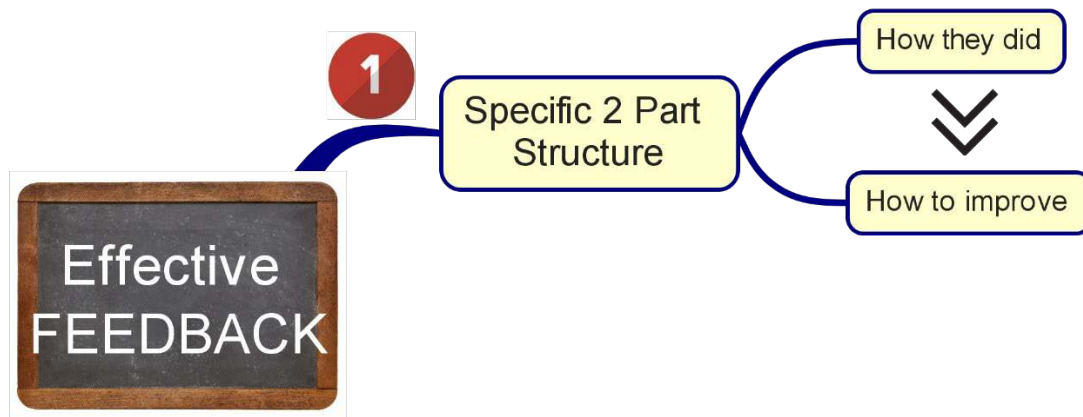 1
Specific 2 Part
Structure
How they did
How to improve
Effective
FEEDBACK